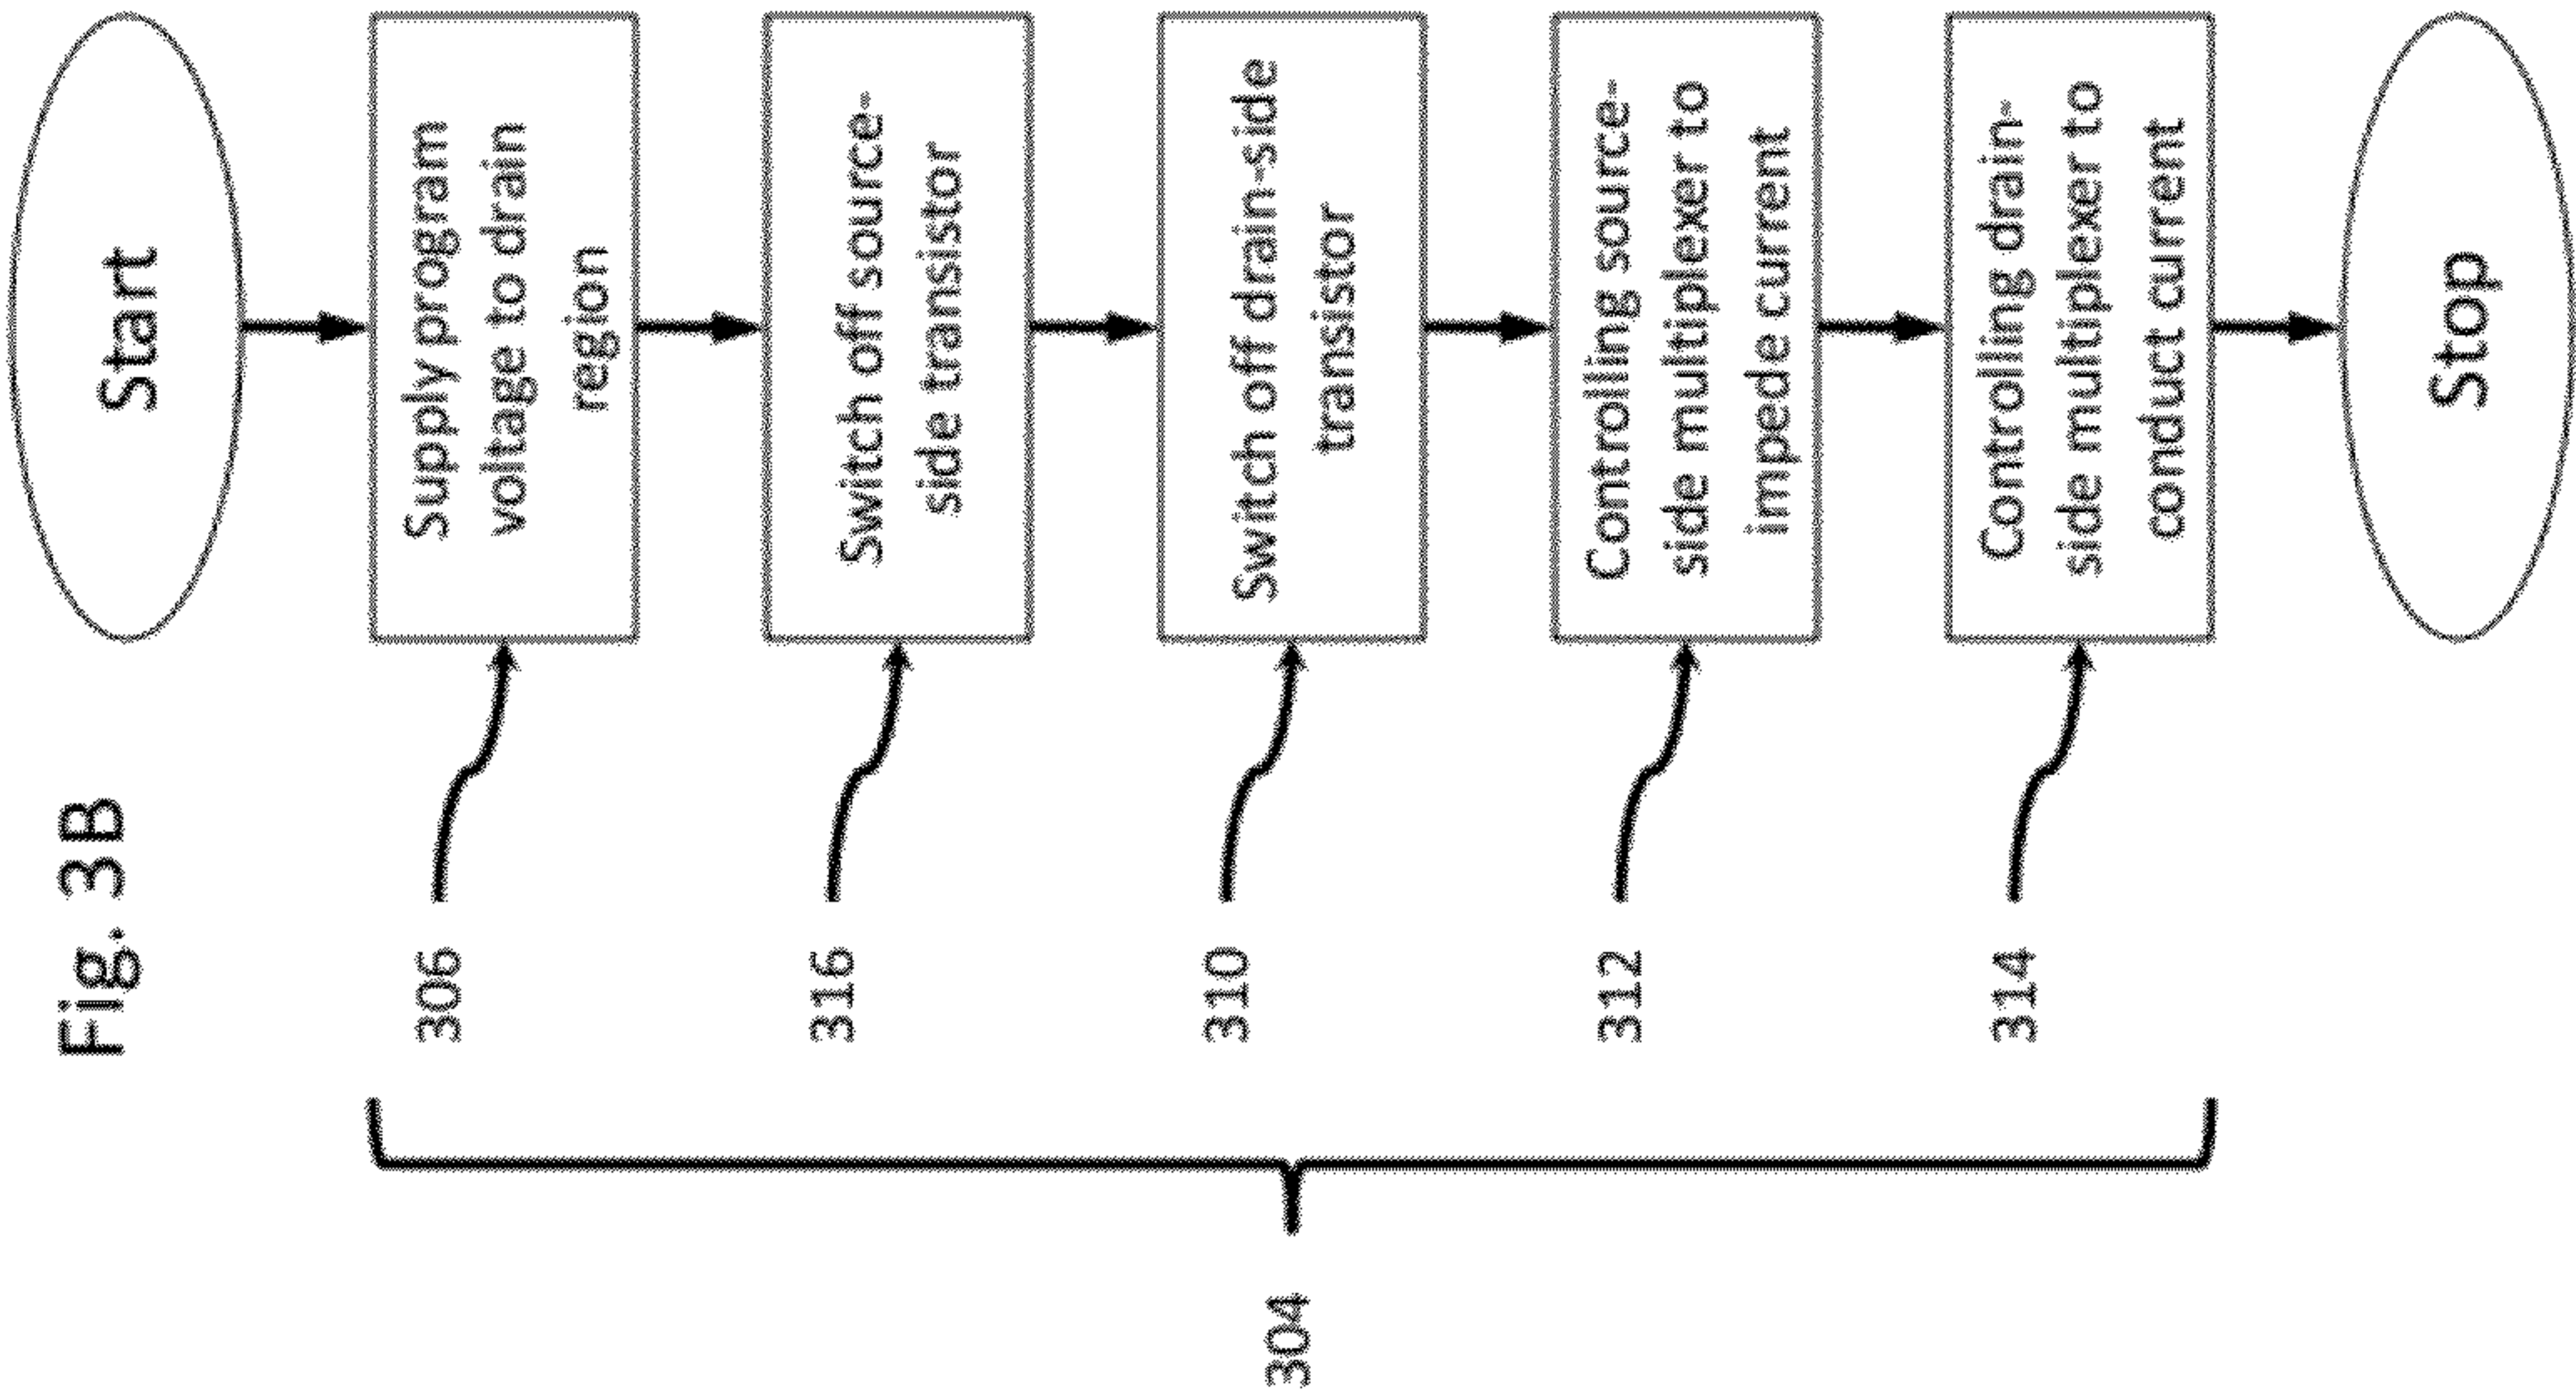 Fig. 3B
Start
306
Supply program
voltage to drain
region
316
Switch off source-
side transistor
310
Switch off drain-side
transistor
304
312
Controlling source-
side multiplexer to
impede current
314
Controlling drain-
side multiplexer to
conduct current
Stop